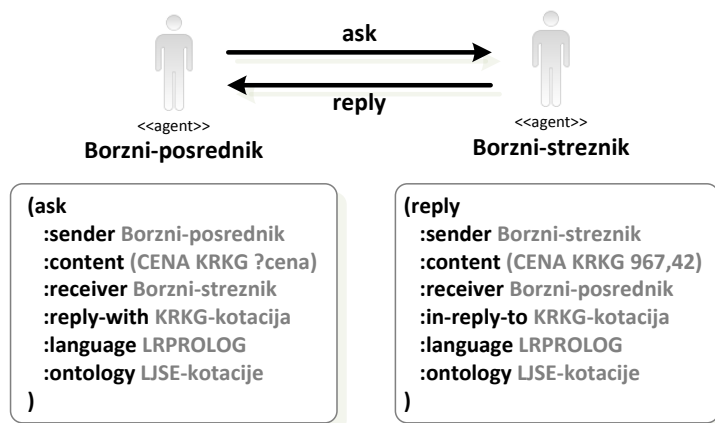 ask
reply
<<agent>>
Borzni-posrednik
<<agent>>
Borzni-streznik
(ask
:sender Borzni-posrednik
:content (CENA KRKG ?cena)
:receiver Borzni-streznik
:reply-with KRKG-kotacija
:language LRPROLOG
:ontology LJSE-kotacije
)
(reply
:sender Borzni-streznik
:content (CENA KRKG 967,42)
:receiver Borzni-posrednik
:in-reply-to KRKG-kotacija
:language LRPROLOG
:ontology LJSE-kotacije
)